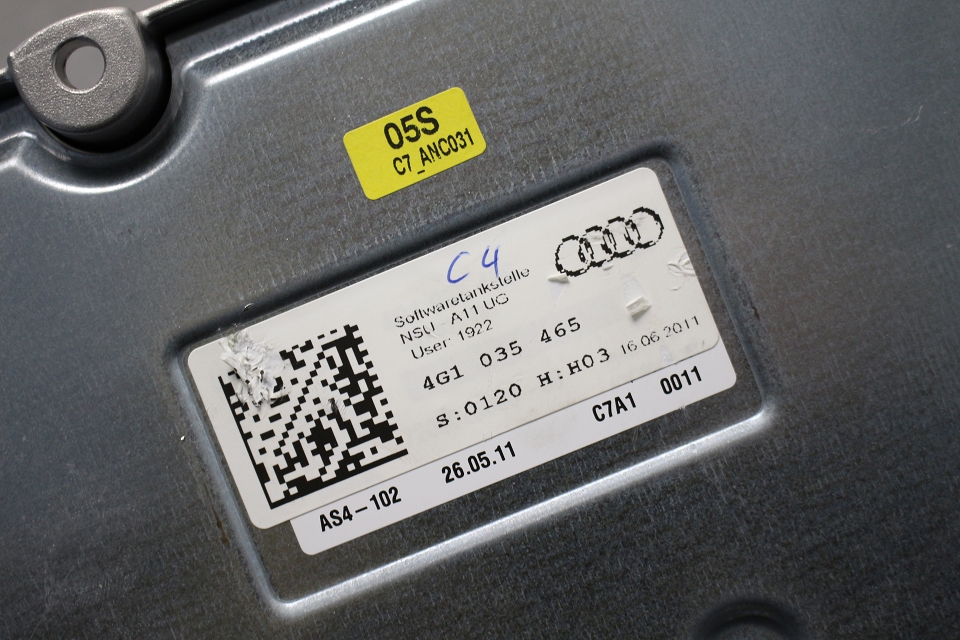 05S
C7_ANC031
C4
Softwaretankstelle
NSU - A11 UG
User: 1922
4G1 035 465
S:0120 H:H03 16.06.2011
AS4-102 26.05.11 C7A1 0011